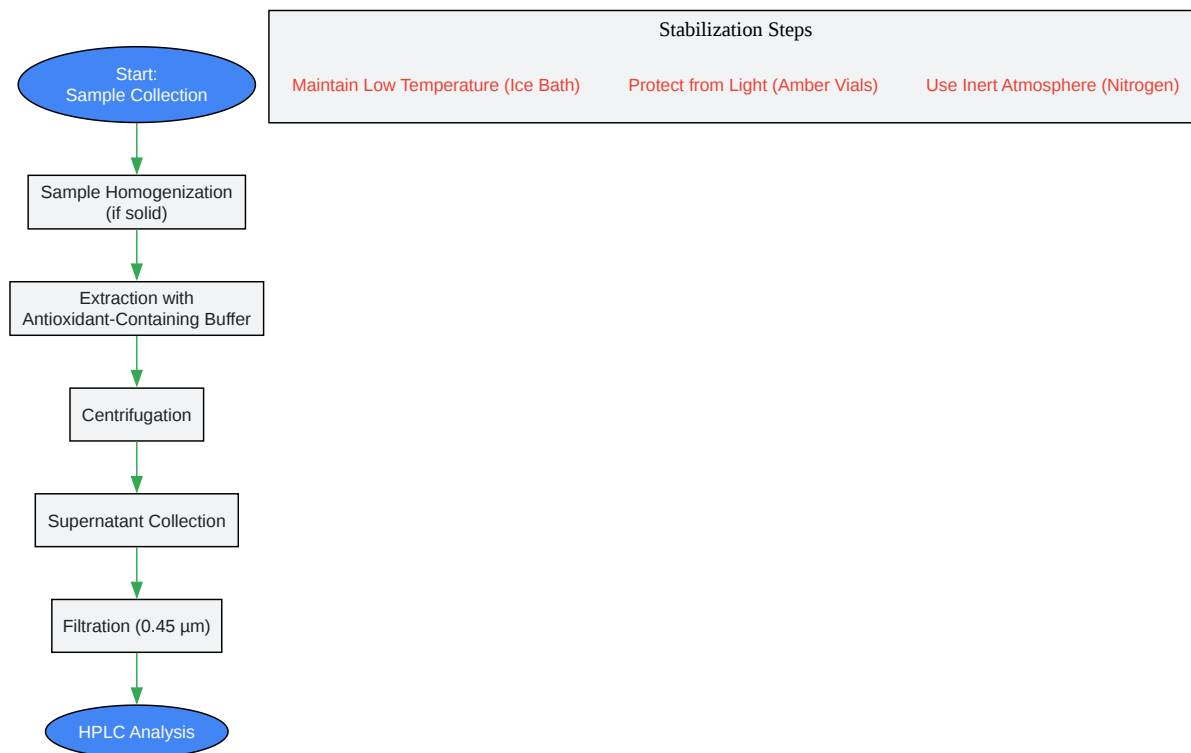 Start:
Sample Collection
Stabilization Steps
Maintain Low Temperature (Ice Bath)
Protect from Light (Amber Vials)
Use Inert Atmosphere (Nitrogen)
Sample Homogenization
(if solid)
Extraction with
Antioxidant-Containing Buffer
Centrifugation
Supernatant Collection
Filtration (0.45 µm)
HPLC Analysis